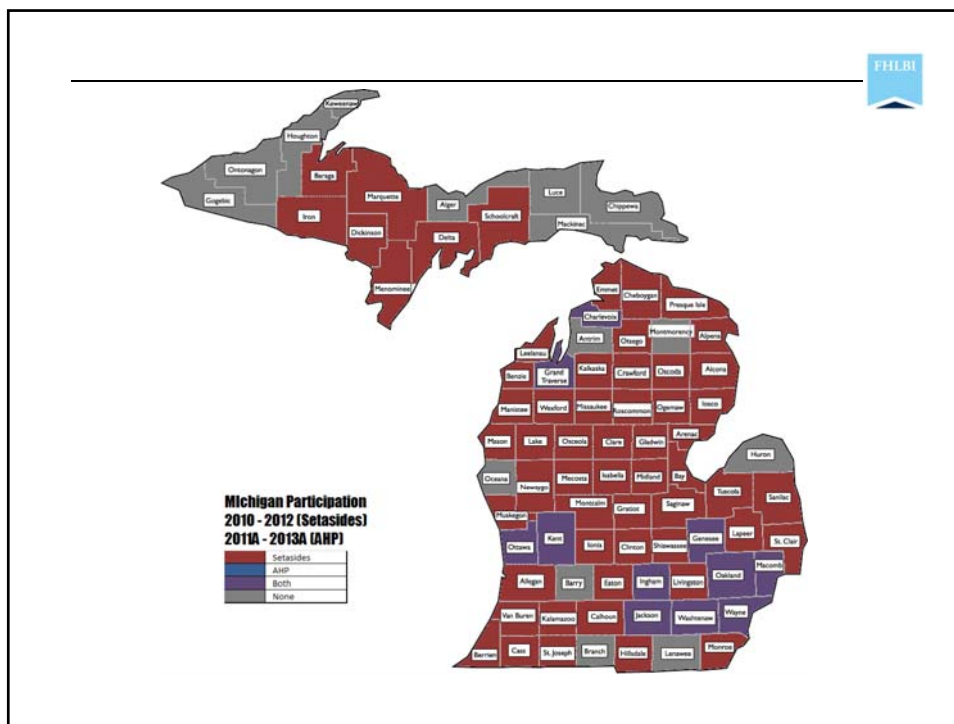 FHLBI
Keweenaw
Houghton
Ontonagon
Baraga
Gogebic
Marquette
Luce
Alger
Chippewa
Iron
Schoolcraft
Mackinac
Dickinson
Delta
Menominee
Emmet
Cheboygan
Presque Isle
Charlevoix
Montmorency
Antrim
Otsego
Alpena
Leelanau
Kalkaska
Crawford
Oscoda
Alcona
Benzie
Grand
Traverse
Manistee
Wexford
Missaukee
Roscommon
Ogemaw
Iosco
Arenac
Mason
Lake
Osceola
Clare
Gladwin
Huron
Oceana
Newaygo
Mecosta
Isabella
Midland
Bay
Tuscola
Sanilac
Montcalm
Gratiot
Saginaw
Muskegon
Michigan Participation
2010 - 2012 (Setasides)
2011A - 2013A (AHP)
Setasides
AHP
Both
None
Ottawa
Kent
Ionia
Clinton
Shiawassee
Genesee
Lapeer
St. Clair
Macomb
Oakland
Allegan
Barry
Eaton
Ingham
Livingston
Van Buren
Kalamazoo
Calhoun
Jackson
Washtenaw
Wayne
Berrien
Cass
St. Joseph
Branch
Hillsdale
Lenawee
Monroe